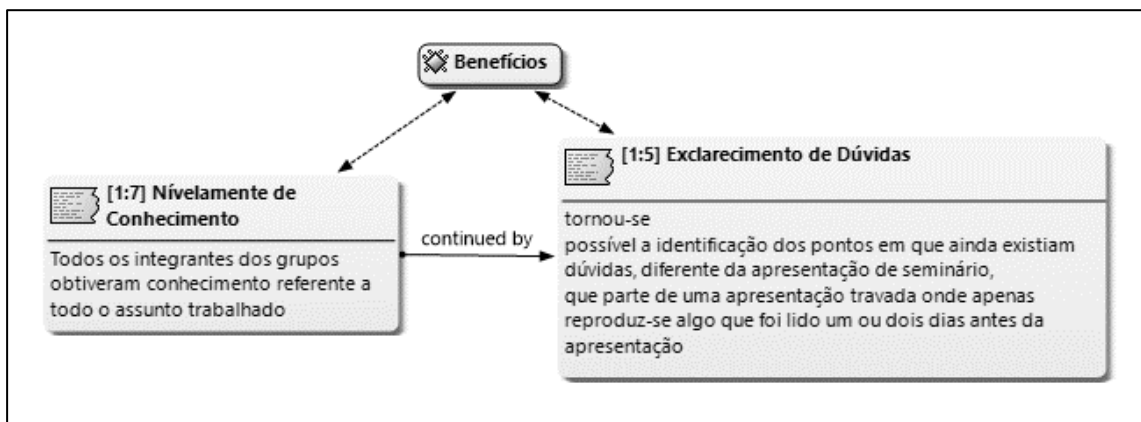 Benefícios
[1:7] Nívelamente de
Conhecimento
Todos os integrantes dos grupos
obtiveram conhecimento referente a
todo o assunto trabalhado
continued by
[1:5] Exclarecimento de Dúvidas
tornou-se
possível a identificação dos pontos em que ainda existiam
dúvidas, diferente da apresentação de seminário,
que parte de uma apresentação travada onde apenas
reproduz-se algo que foi lido um ou dois dias antes da
apresentação